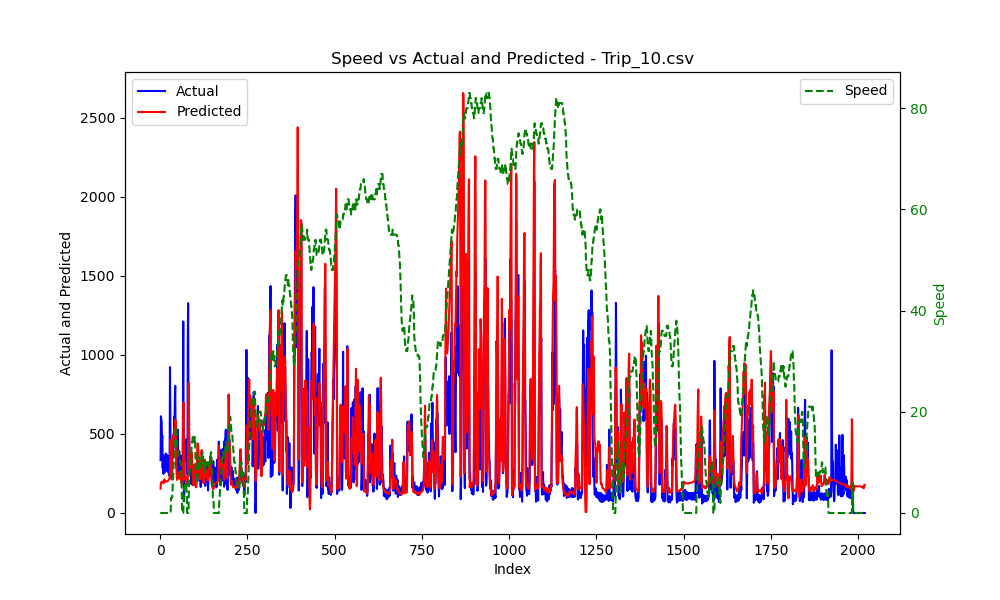 Speed vs Actual and Predicted - Trip_10.csv
Actual
Predicted
Speed
Actual and Predicted
2500
2000
1500
1000
500
0
80
60
40
20
0
Speed
0
250
500
750
1000
1250
1500
1750
2000
Index